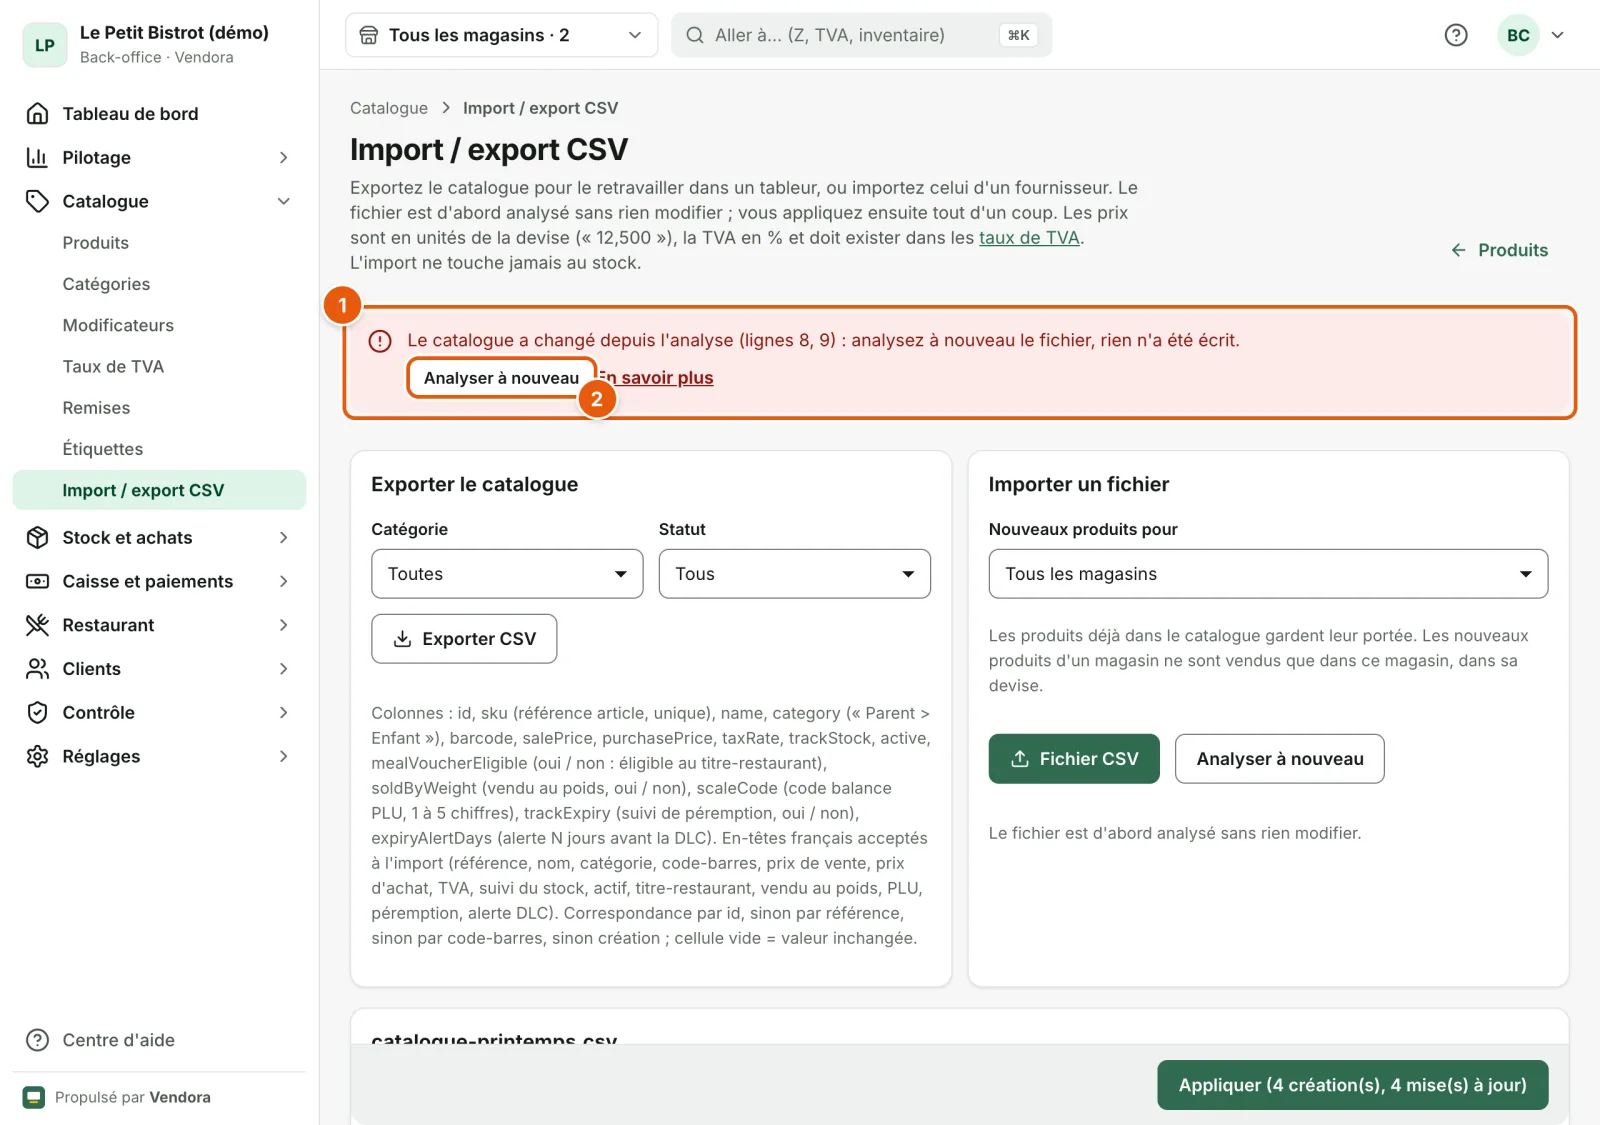 LP
Le Petit Bistrot (démo)
Back-office · Vendora
Tous les magasins · 2
Aller à... (Z, TVA, inventaire)
⌘K
BC
Tableau de bord
Pilotage
Catalogue
Produits
Catégories
Modificateurs
Taux de TVA
Remises
Étiquettes
Import / export CSV
Stock et achats
Caisse et paiements
Restaurant
Clients
Contrôle
Réglages
Centre d'aide
Propulsé par Vendora
Catalogue > Import / export CSV
Import / export CSV
Exportez le catalogue pour le retravailler dans un tableur, ou importez celui d'un fournisseur. Le
fichier est d'abord analysé sans rien modifier ; vous appliquez ensuite tout d'un coup. Les prix
sont en unités de la devise (« 12,500 »), la TVA en % et doit exister dans les taux de TVA.
L'import ne touche jamais au stock.
← Produits
1
Le catalogue a changé depuis l'analyse (lignes 8, 9) : analysez à nouveau le fichier, rien n'a été écrit.
Analyser à nouveau
En savoir plus
2
Exporter le catalogue
Catégorie
Statut
Toutes
Tous
Exporter CSV
Colonnes : id, sku (référence article, unique), name, category (« Parent >
Enfant »), barcode, salePrice, purchasePrice, taxRate, trackStock, active,
mealVoucherEligible (oui / non : éligible au titre-restaurant),
soldByWeight (vendu au poids, oui / non), scaleCode (code balance
PLU, 1 à 5 chiffres), trackExpiry (suivi de péremption, oui / non),
expiryAlertDays (alerte N jours avant la DLC). En-têtes français acceptés
à l'import (référence, nom, catégorie, code-barres, prix de vente, prix
d'achat, TVA, suivi du stock, actif, titre-restaurant, vendu au poids, PLU,
péremption, alerte DLC). Correspondance par id, sinon par référence,
sinon par code-barres, sinon création ; cellule vide = valeur inchangée.
Importer un fichier
Nouveaux produits pour
Tous les magasins
Les produits déjà dans le catalogue gardent leur portée. Les nouveaux
produits d'un magasin ne sont vendus que dans ce magasin, dans sa
devise.
Fichier CSV
Analyser à nouveau
Le fichier est d'abord analysé sans rien modifier.
catalogue-printemps.csv
Appliquer (4 création(s), 4 mise(s) à jour)